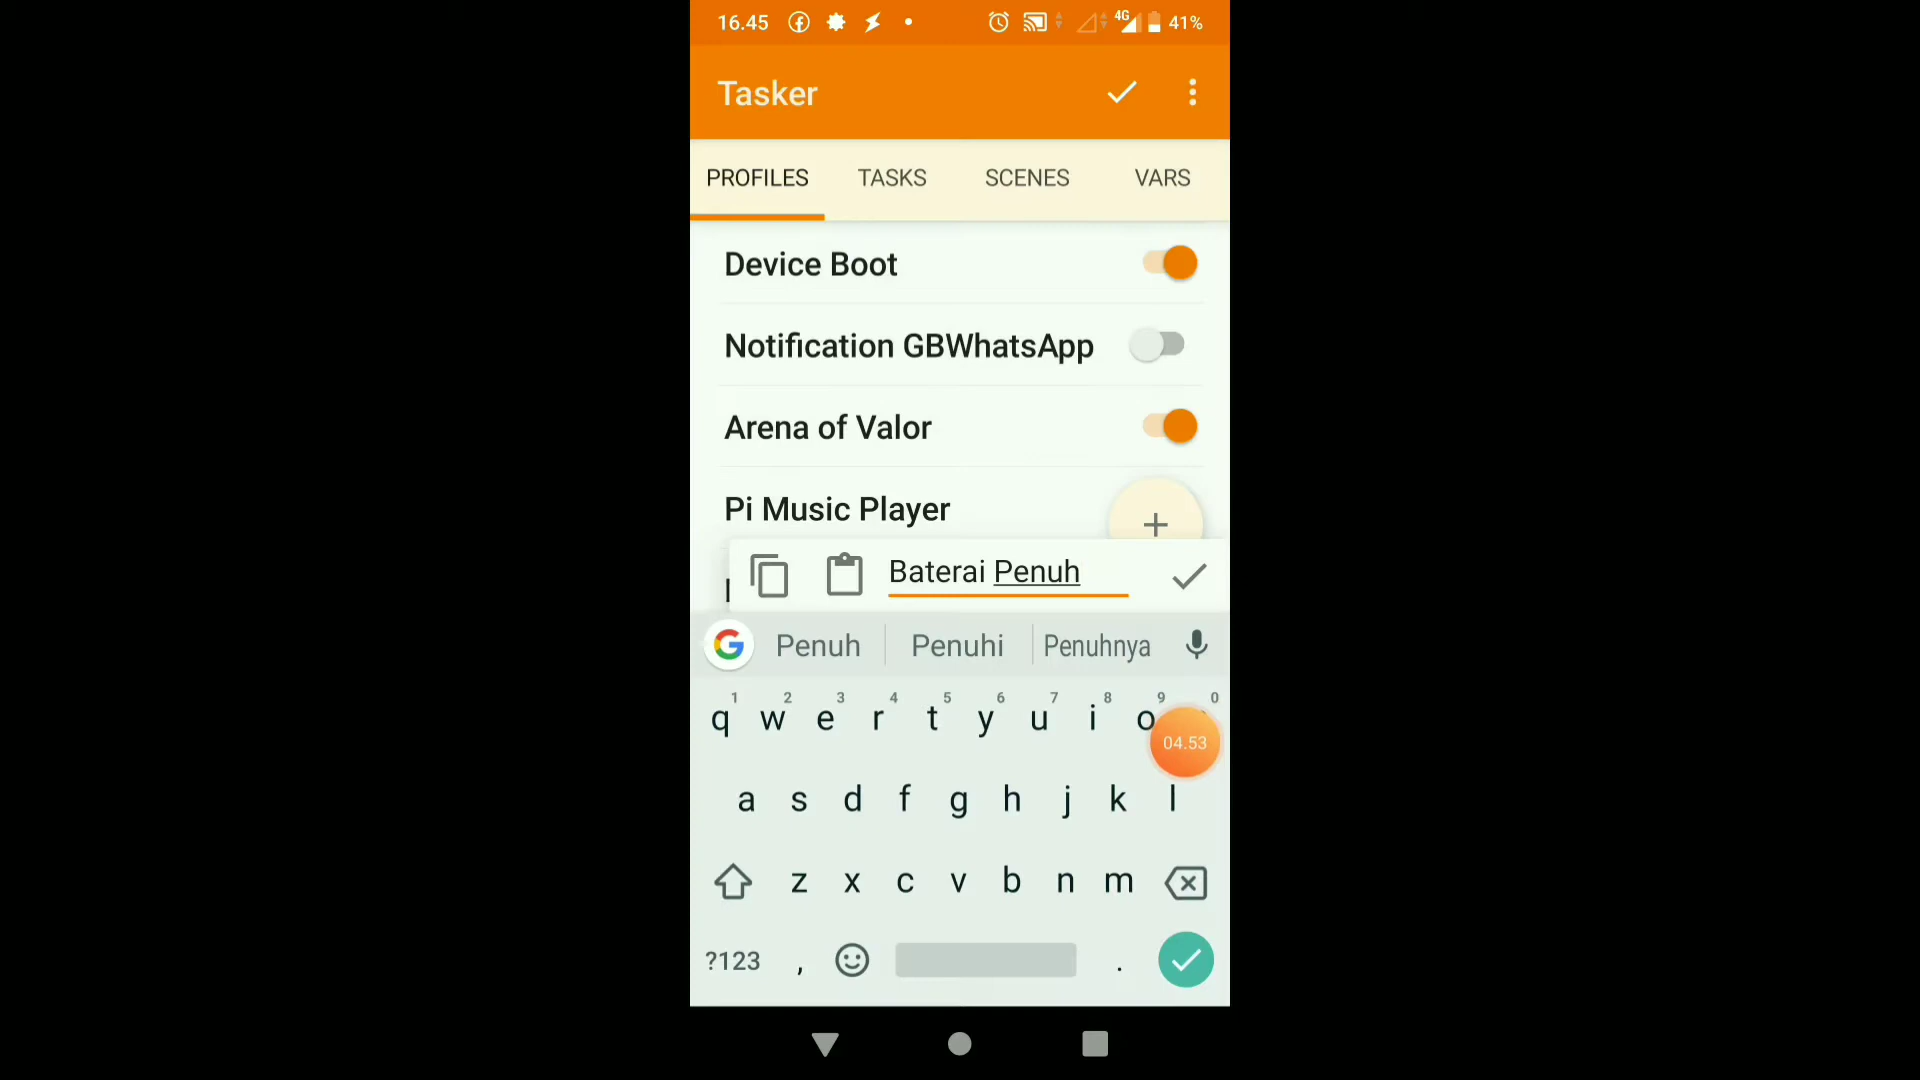 16.45 4G 41%
Tasker
PROFILES TASKS SCENES VARS
Device Boot
Notification GBWhatsApp
Arena of Valor
Pi Music Player
+
Baterai Penuh
Penuh Penuhi Penuhnya
1 2 3 4 5 6 7 8 9 0
q w e r t y u i o
04.53
a s d f g h j k l
z x c v b n m
?123 , .